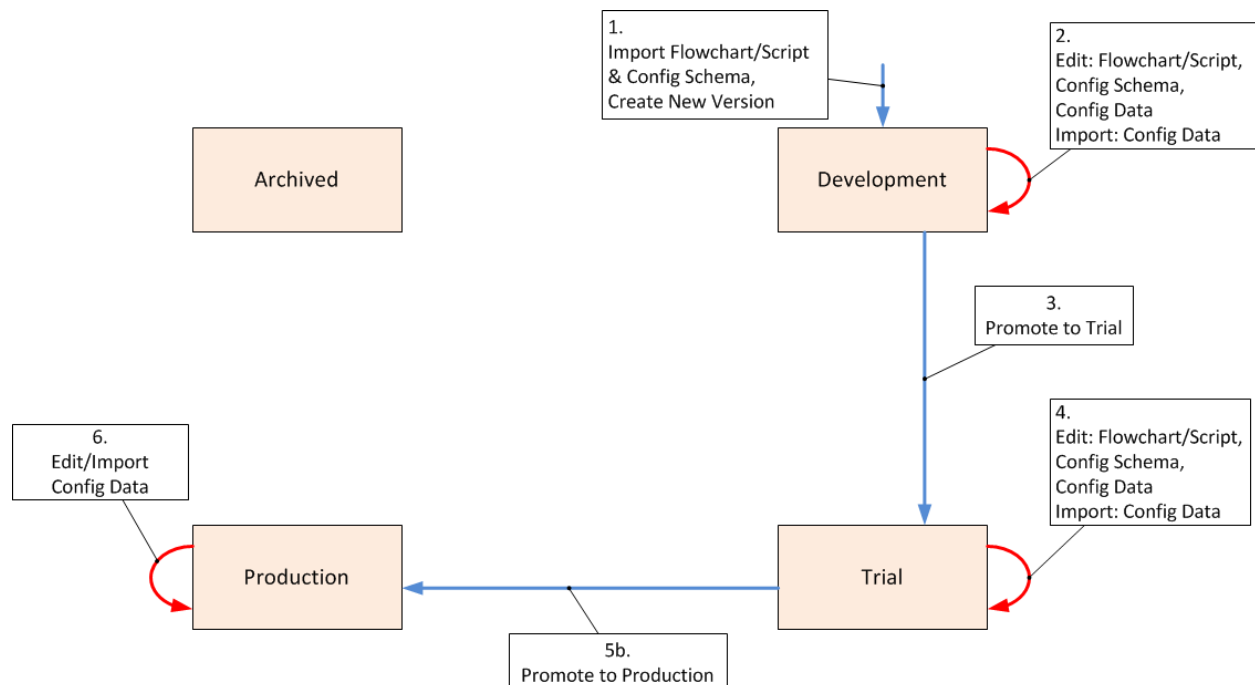 1.
Import Flowchart/Script
& Config Schema,
Create New Version
2.
Edit: Flowchart/Script,
Config Schema,
Config Data
Import: Config Data
Archived
Development
3.
Promote to Trial
4.
Edit: Flowchart/Script,
Config Schema,
Config Data
Import: Config Data
6.
Edit/Import
Config Data
Production
Trial
5b.
Promote to Production